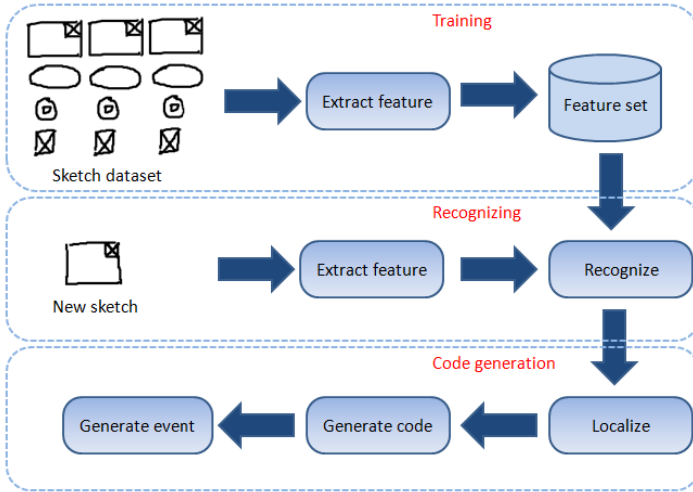 Training
Extract feature
Feature set
Sketch dataset
Recognizing
Extract feature
Recognize
New sketch
Code generation
Generate event
Generate code
Localize